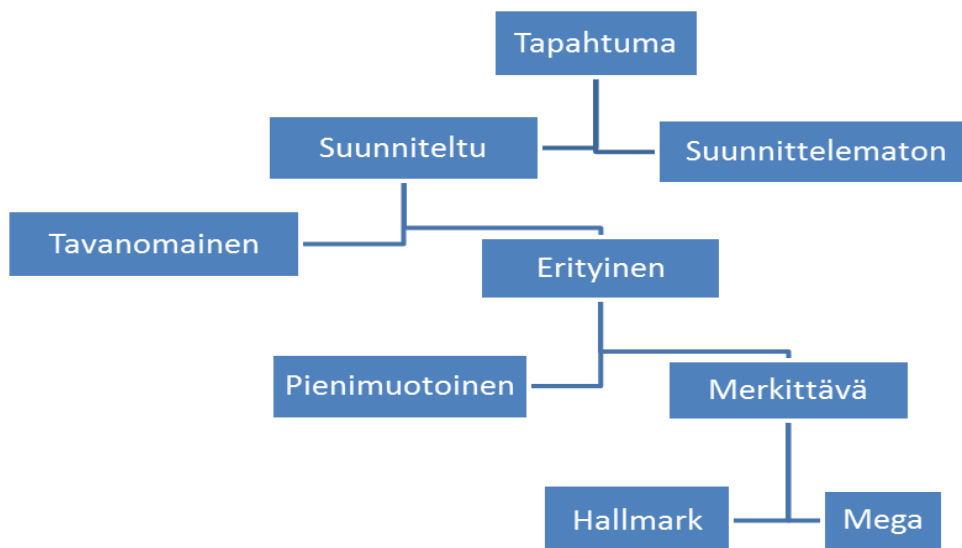 Tapahtuma
Suunniteltu
Suunnittelematon
Tavanomainen
Erityinen
Pienimuotoinen
Merkittävä
Hallmark
Mega